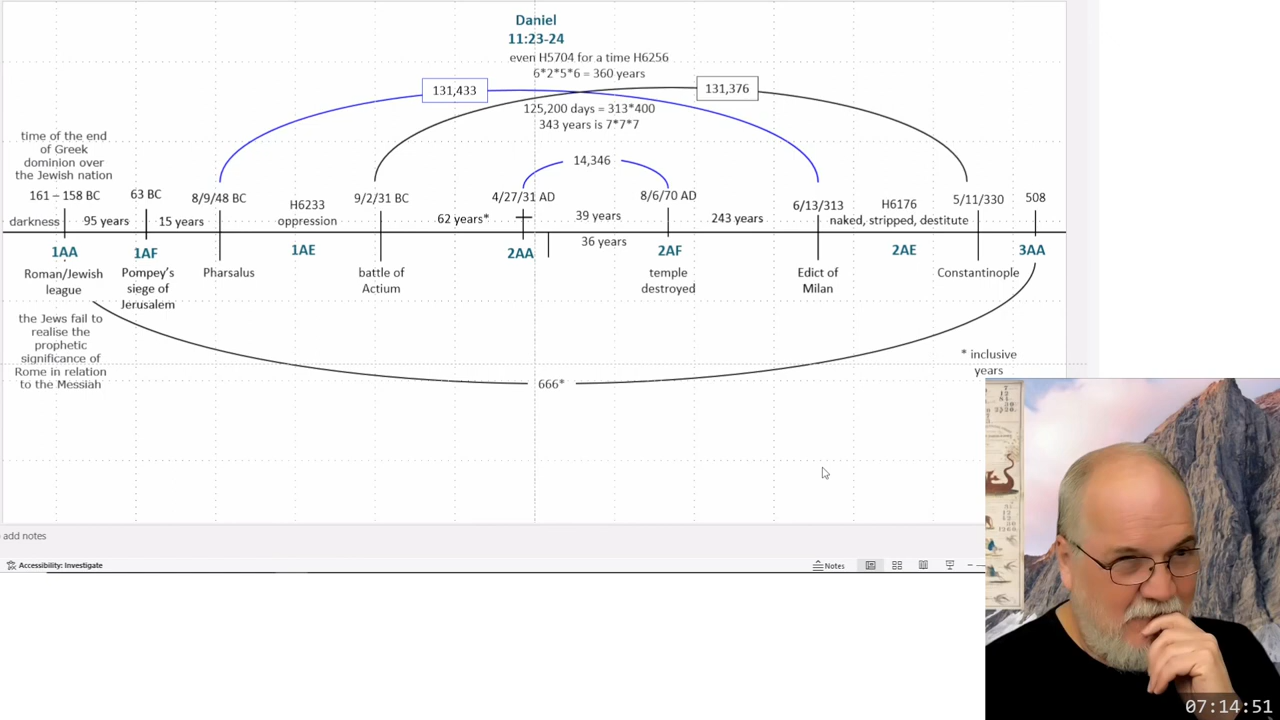 Daniel
11:23-24
even H5704 for a time H6256
6*2*5*6 = 360 years
131,433
131,376
125,200 days = 313*400
343 years is 7*7*7
14,346
time of the end
of Greek
dominion over
the Jewish nation
161 – 158 BC
63 BC
8/9/48 BC
H6233
oppression
9/2/31 BC
4/27/31 AD
8/6/70 AD
6/13/313
H6176
naked, stripped, destitute
5/11/330
508
darkness
95 years
15 years
62 years*
39 years
243 years
36 years
1AA
1AF
1AE
2AA
2AF
2AE
3AA
Roman/Jewish
league
Pompey's
siege of
Jerusalem
Pharsalus
battle of
Actium
temple
destroyed
Edict of
Milan
Constantinople
the Jews fail to
realise the
prophetic
significance of
Rome in relation
to the Messiah
666*
* inclusive
years
add notes
Accessibility: Investigate
Notes
07:14:51